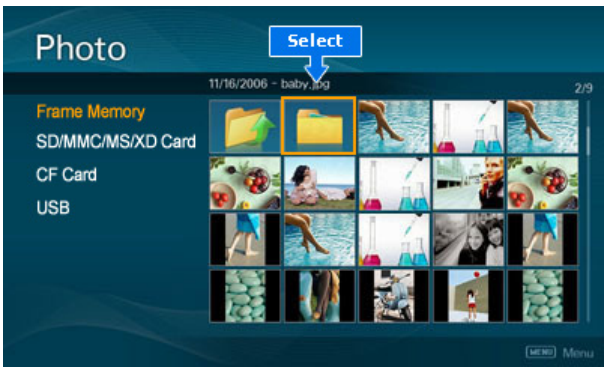 Photo
Select
11/16/2006 - baby.jpg
2/9
Frame Memory
SD/MMC/MS/XD Card
CF Card
USB
MENU Menu